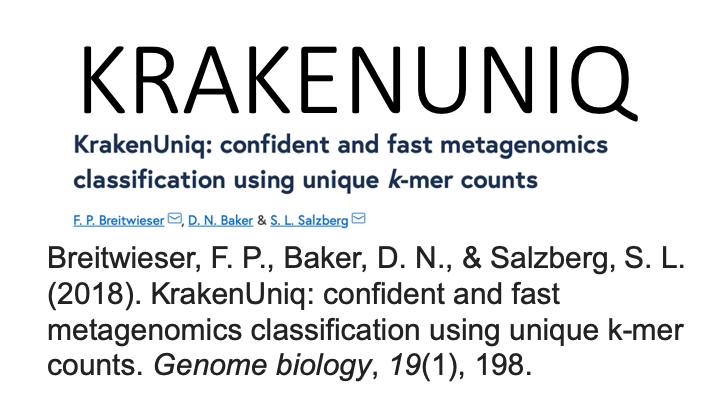 KRAKENUNIQ
KrakenUniq: confident and fast metagenomics
classification using unique k-mer counts
F. P. Breitwieser, D. N. Baker & S. L. Salzberg
Breitwieser, F. P., Baker, D. N., & Salzberg, S. L.
(2018). KrakenUniq: confident and fast
metagenomics classification using unique k-mer
counts. Genome biology, 19(1), 198.